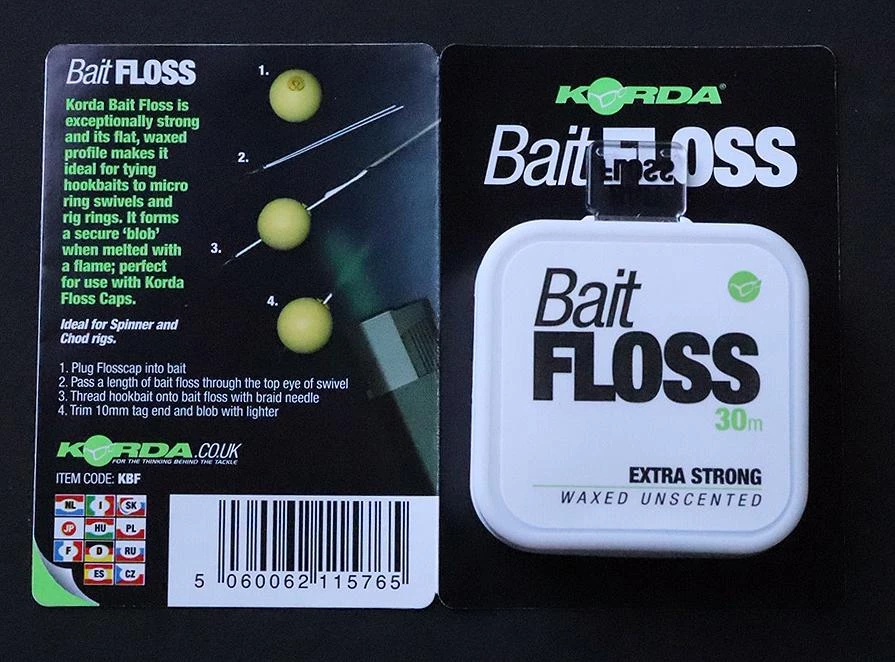 Bait FLOSS
Korda Bait Floss is
exceptionally strong
and its flat, waxed
profile makes it
ideal for tying
hookbaits to micro
ring swivels and
rig rings. It forms
a secure ‘blob’
when melted with
a flame; perfect
for use with Korda
Floss Caps.
Ideal for Spinner and
Chod rigs.
1.
2.
3.
4.
1. Plug Flosscap into bait
2. Pass a length of bait floss through the top eye of swivel
3. Thread hookbait onto bait floss with braid needle
4. Trim 10mm tag end and blob with lighter
KORDA.CO.UK
FOR THE THINKING BEHIND THE TACKLE
ITEM CODE: KBF
NL I SK
JP HU PL
F D RU
ES CZ
5 060062 115765
KORDA®
Bait FLOSS
Bait
FLOSS
30m
EXTRA STRONG
WAXED UNSCENTED